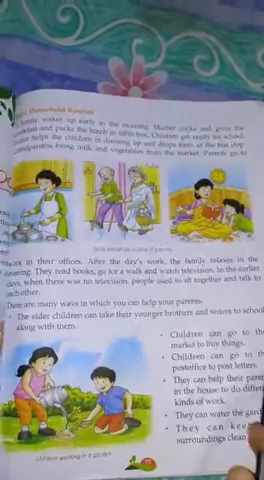 Household Routine
family wakes up early in the morning. Mother cooks and gives the
breakfast and packs the lunch in tiffin boxes. Children get ready for school.
helps the children in dressing up and drops them at the bus stop
Grandparents bring milk and vegetables from the market. Parents go to
Daily household routine of a family
work in their offices. After the day's work, the family relaxes in the
evening. They read books, go for a walk and watch television. In the earlier
days, when there was no television, people used to sit together and talk to
each other.
There are many ways in which you can help your parents.
• The elder children can take their younger brothers and sisters to school
along with them.
• Children can go to the
market to buy things.
• Children can go to th
postoffice to post letters.
• They can help their paren
in the house to do differ
kinds of work.
• They can water the gard
• They can kee
surroundings clean
Children working in a garden